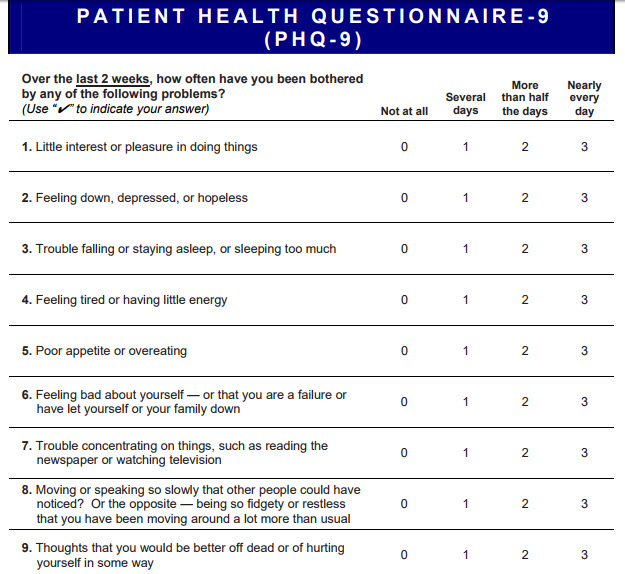 PATIENT HEALTH QUESTIONNAIRE-9
(PHQ-9)
Over the last 2 weeks, how often have you been bothered
by any of the following problems?
(Use "✔" to indicate your answer)
Not at all
Several
days
More
than half
the days
Nearly
every
day
1. Little interest or pleasure in doing things 0 1 2 3
2. Feeling down, depressed, or hopeless 0 1 2 3
3. Trouble falling or staying asleep, or sleeping too much 0 1 2 3
4. Feeling tired or having little energy 0 1 2 3
5. Poor appetite or overeating 0 1 2 3
6. Feeling bad about yourself — or that you are a failure or
have let yourself or your family down 0 1 2 3
7. Trouble concentrating on things, such as reading the
newspaper or watching television 0 1 2 3
8. Moving or speaking so slowly that other people could have
noticed? Or the opposite — being so fidgety or restless
that you have been moving around a lot more than usual 0 1 2 3
9. Thoughts that you would be better off dead or of hurting
yourself in some way 0 1 2 3